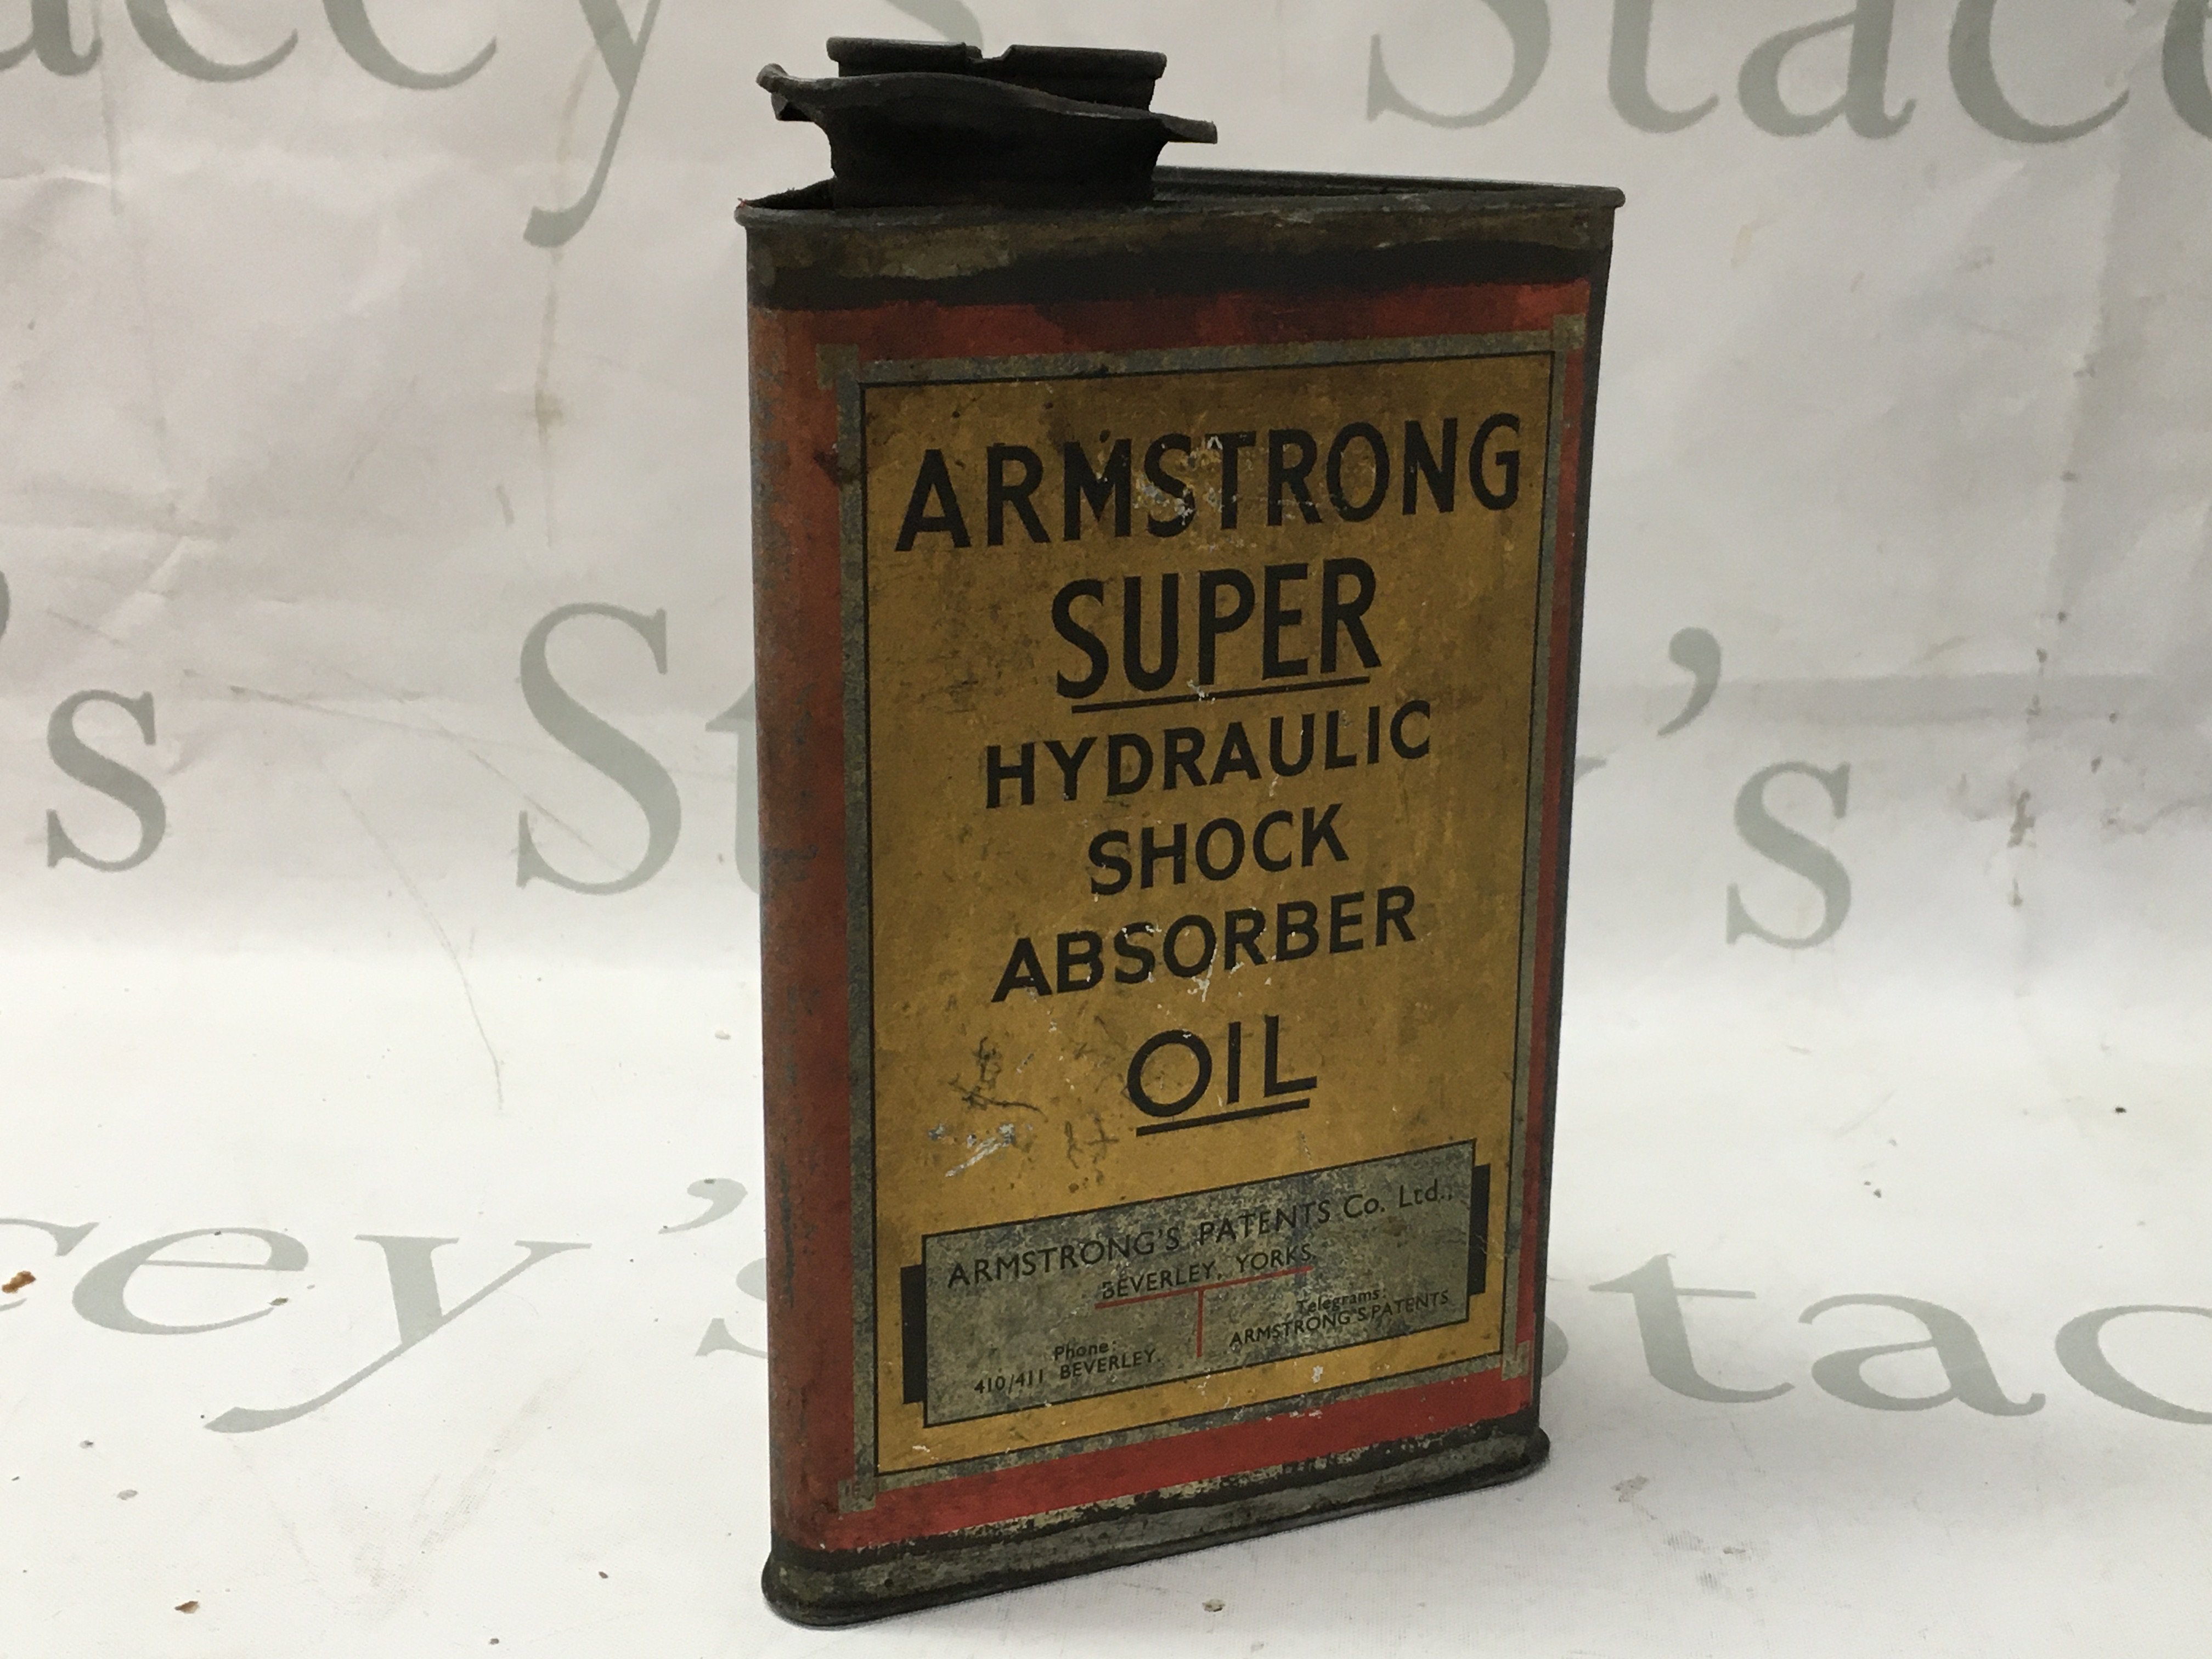 Stacey's
ARMSTRONG
SUPER
HYDRAULIC
SHOCK
ABSORBER
OIL
ARMSTRONG'S PATENTS Co. Ltd.,
BEVERLEY, YORKS
Phone:
410/411 BEVERLEY.
Telegrams:
ARMSTRONG'S PATENTS